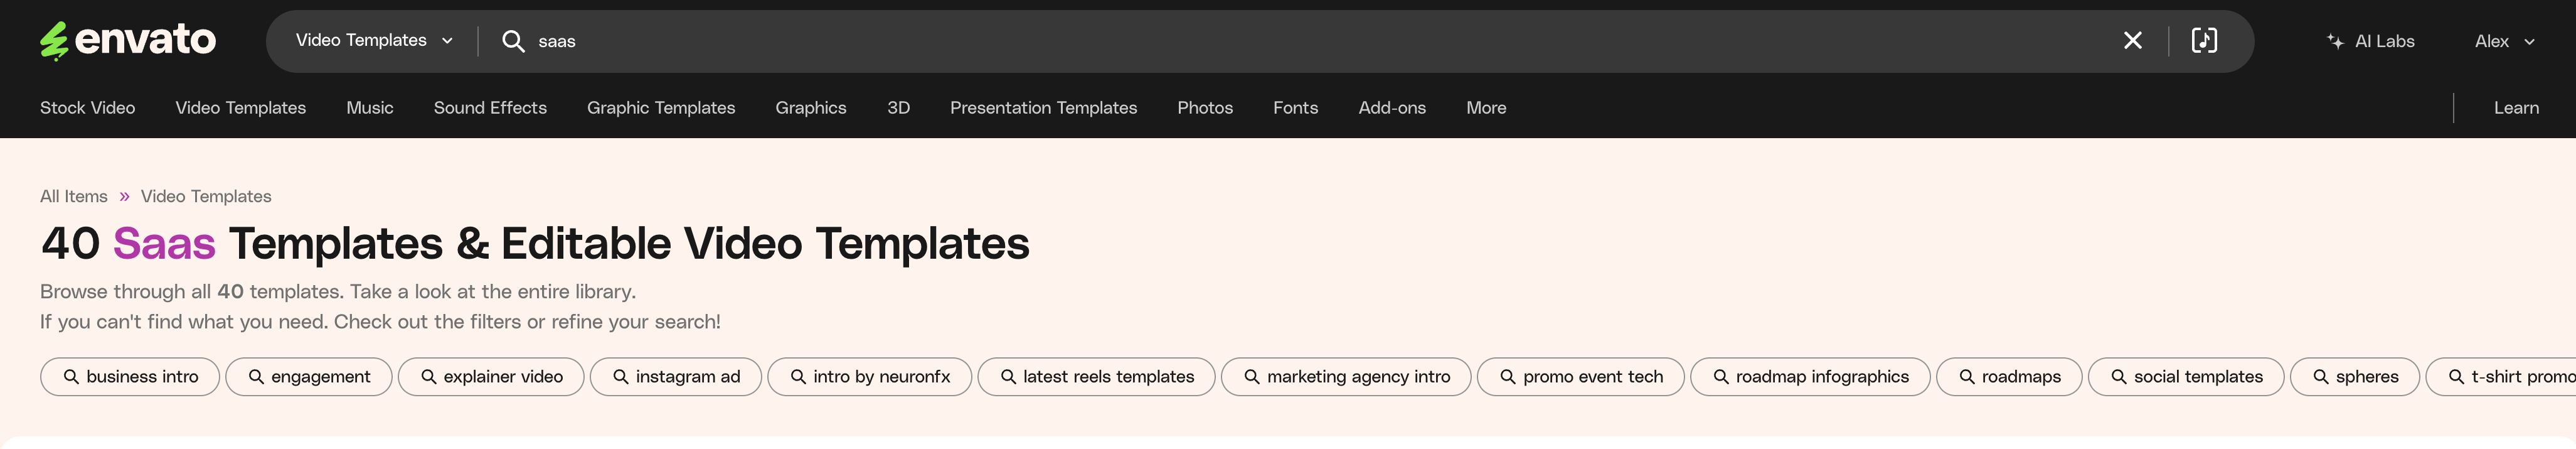 envato
Video Templates
saas
AI Labs
Alex
Stock Video
Video Templates
Music
Sound Effects
Graphic Templates
Graphics
3D
Presentation Templates
Photos
Fonts
Add-ons
More
Learn
All Items » Video Templates
40 Saas Templates & Editable Video Templates
Browse through all 40 templates. Take a look at the entire library.
If you can't find what you need. Check out the filters or refine your search!
business intro
engagement
explainer video
instagram ad
intro by neuronfx
latest reels templates
marketing agency intro
promo event tech
roadmap infographics
roadmaps
social templates
spheres
t-shirt promo